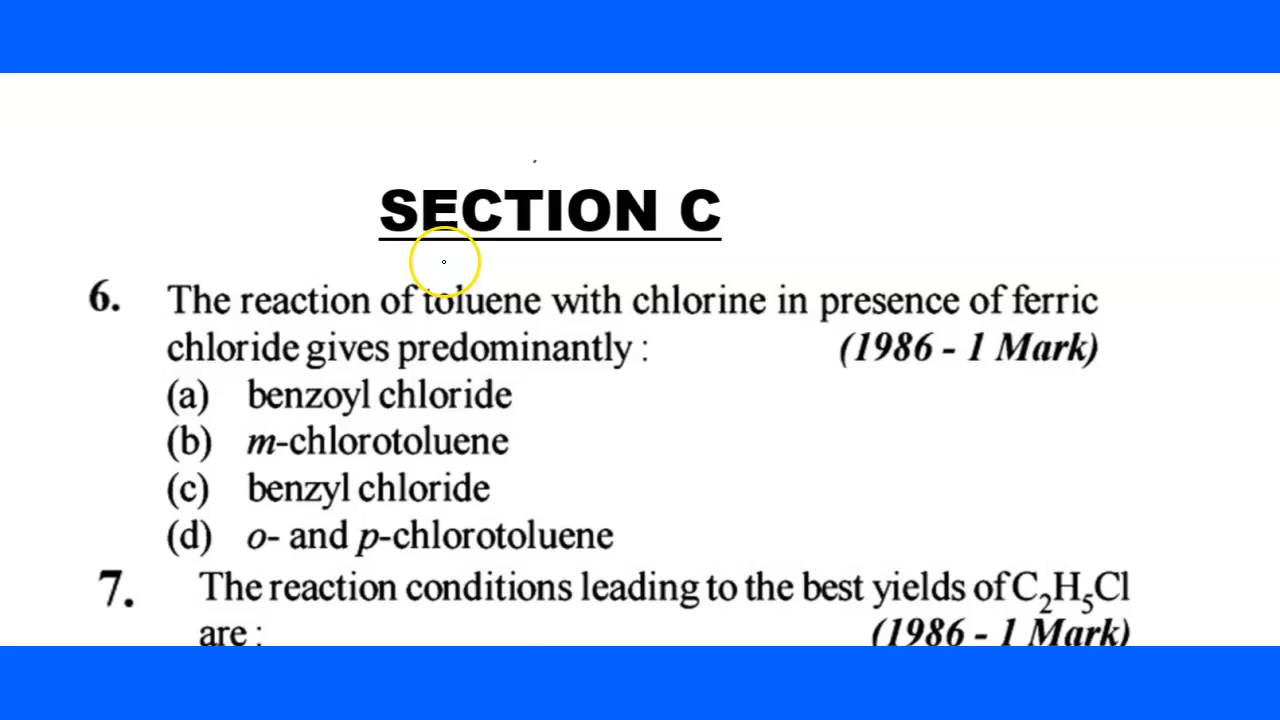 SECTION C
6. The reaction of toluene with chlorine in presence of ferric
chloride gives predominantly : (1986 - 1 Mark)
(a) benzoyl chloride
(b) m-chlorotoluene
(c) benzyl chloride
(d) o- and p-chlorotoluene
7. The reaction conditions leading to the best yields of C₂H₅Cl
are : (1986 - 1 Mark)